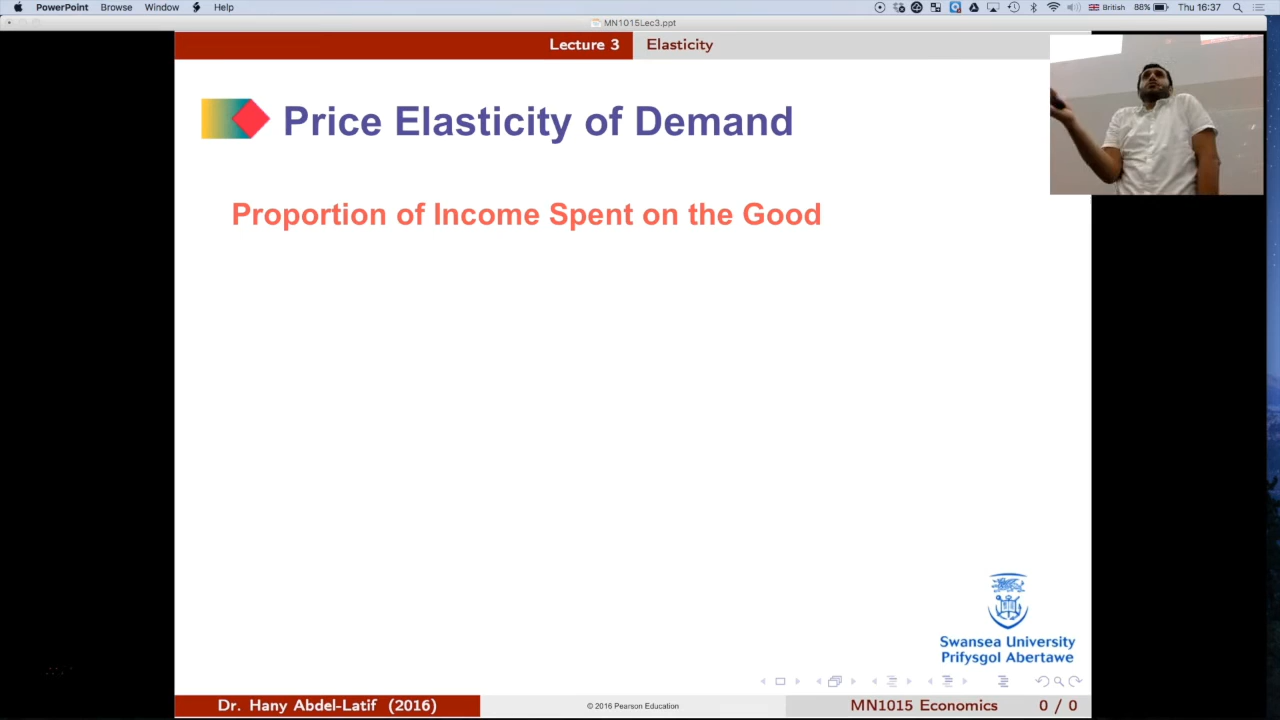 PowerPoint Browse Window Help British 88% Thu 16:37
MN1015Lec3.ppt
Lecture 3 Elasticity
Price Elasticity of Demand
Proportion of Income Spent on the Good
Swansea University
Prifysgol Abertawe
Dr. Hany Abdel-Latif (2016) © 2016 Pearson Education MN1015 Economics 0 / 0